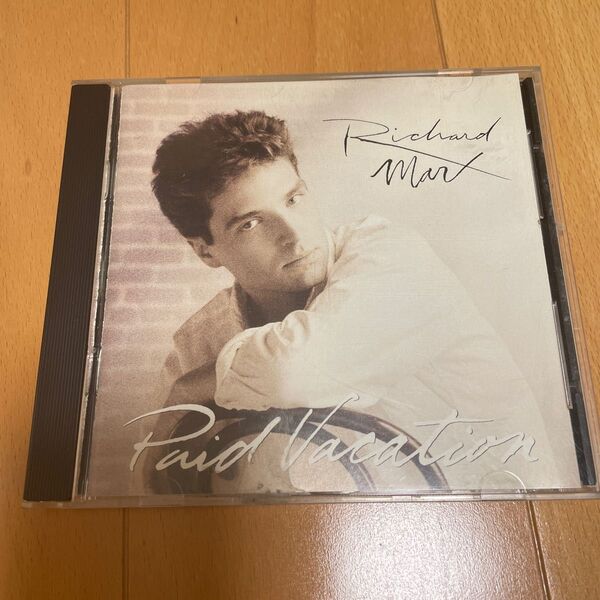 Richard
Marx
Paid Vacation